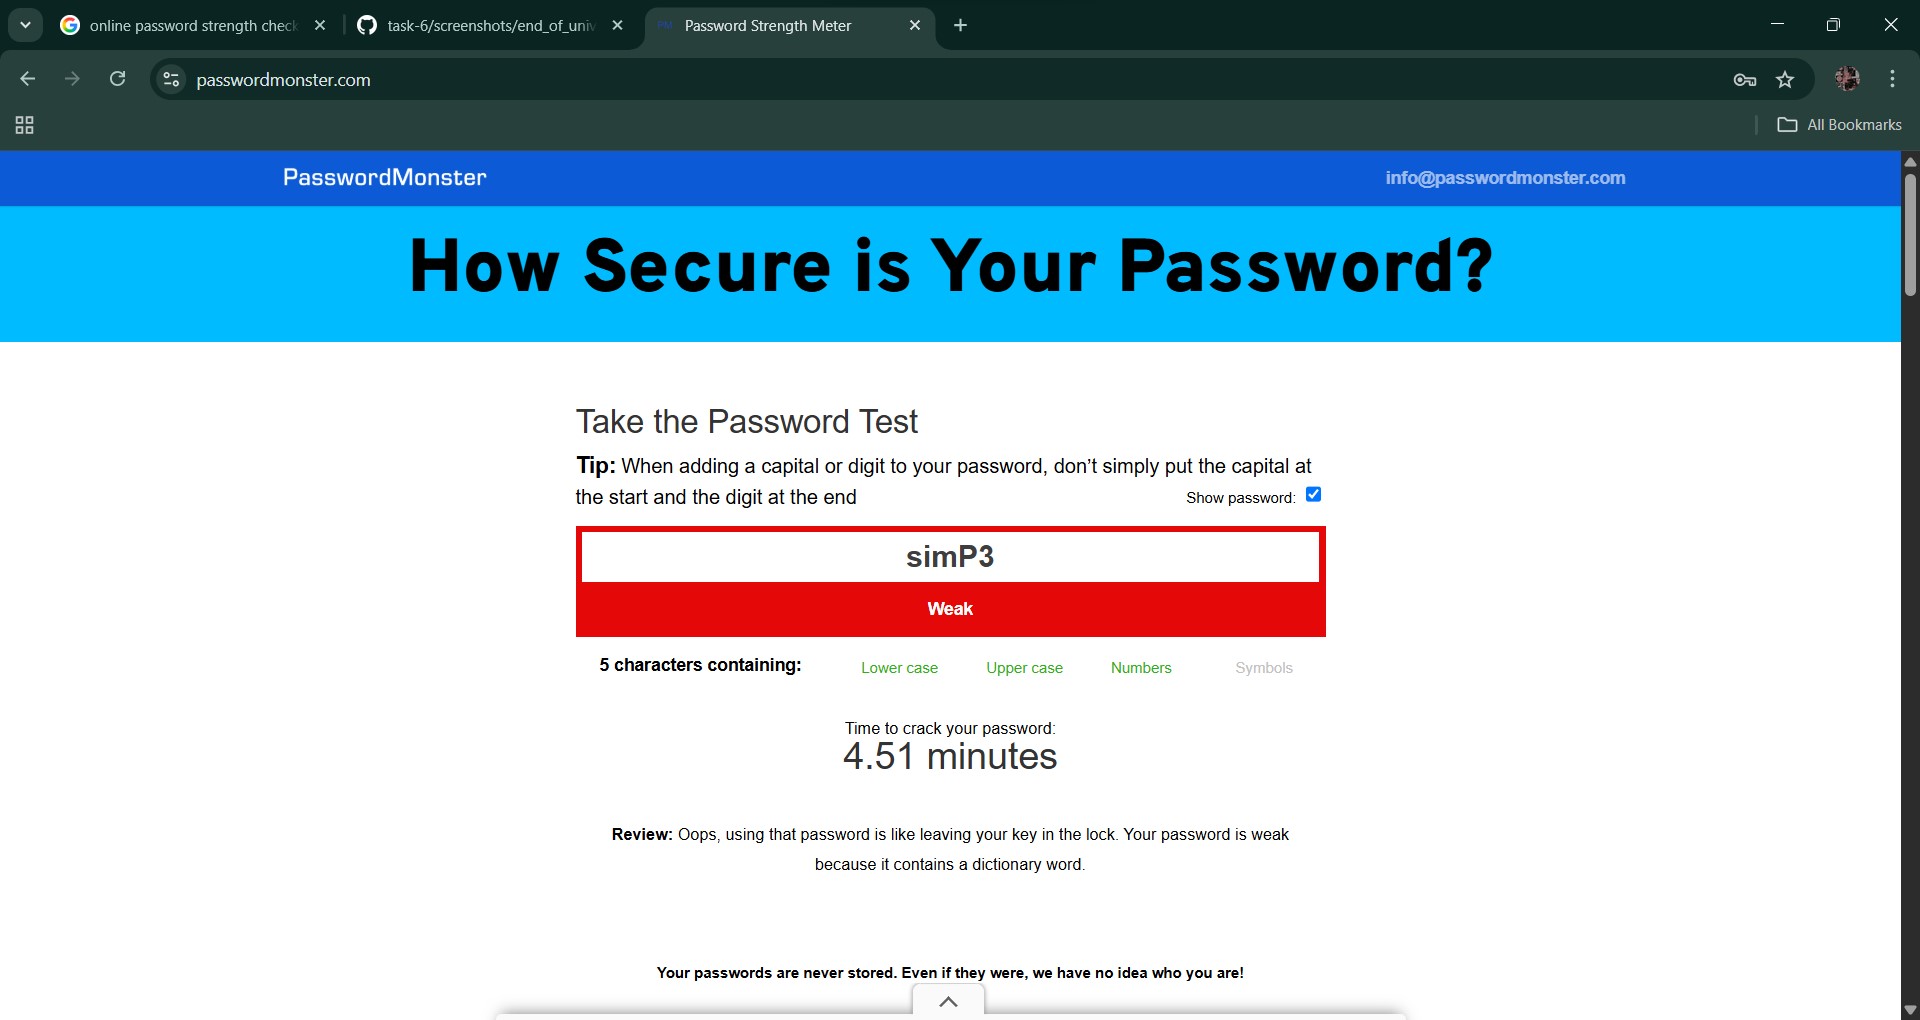 online password strength check
task-6/screenshots/end_of_univ
PM
Password Strength Meter
passwordmonster.com
All Bookmarks
PasswordMonster
info@passwordmonster.com
How Secure is Your Password?
Take the Password Test
Tip: When adding a capital or digit to your password, don’t simply put the capital at
the start and the digit at the end
Show password:
simP3
Weak
5 characters containing:
Lower case
Upper case
Numbers
Symbols
Time to crack your password:
4.51 minutes
Review: Oops, using that password is like leaving your key in the lock. Your password is weak
because it contains a dictionary word.
Your passwords are never stored. Even if they were, we have no idea who you are!